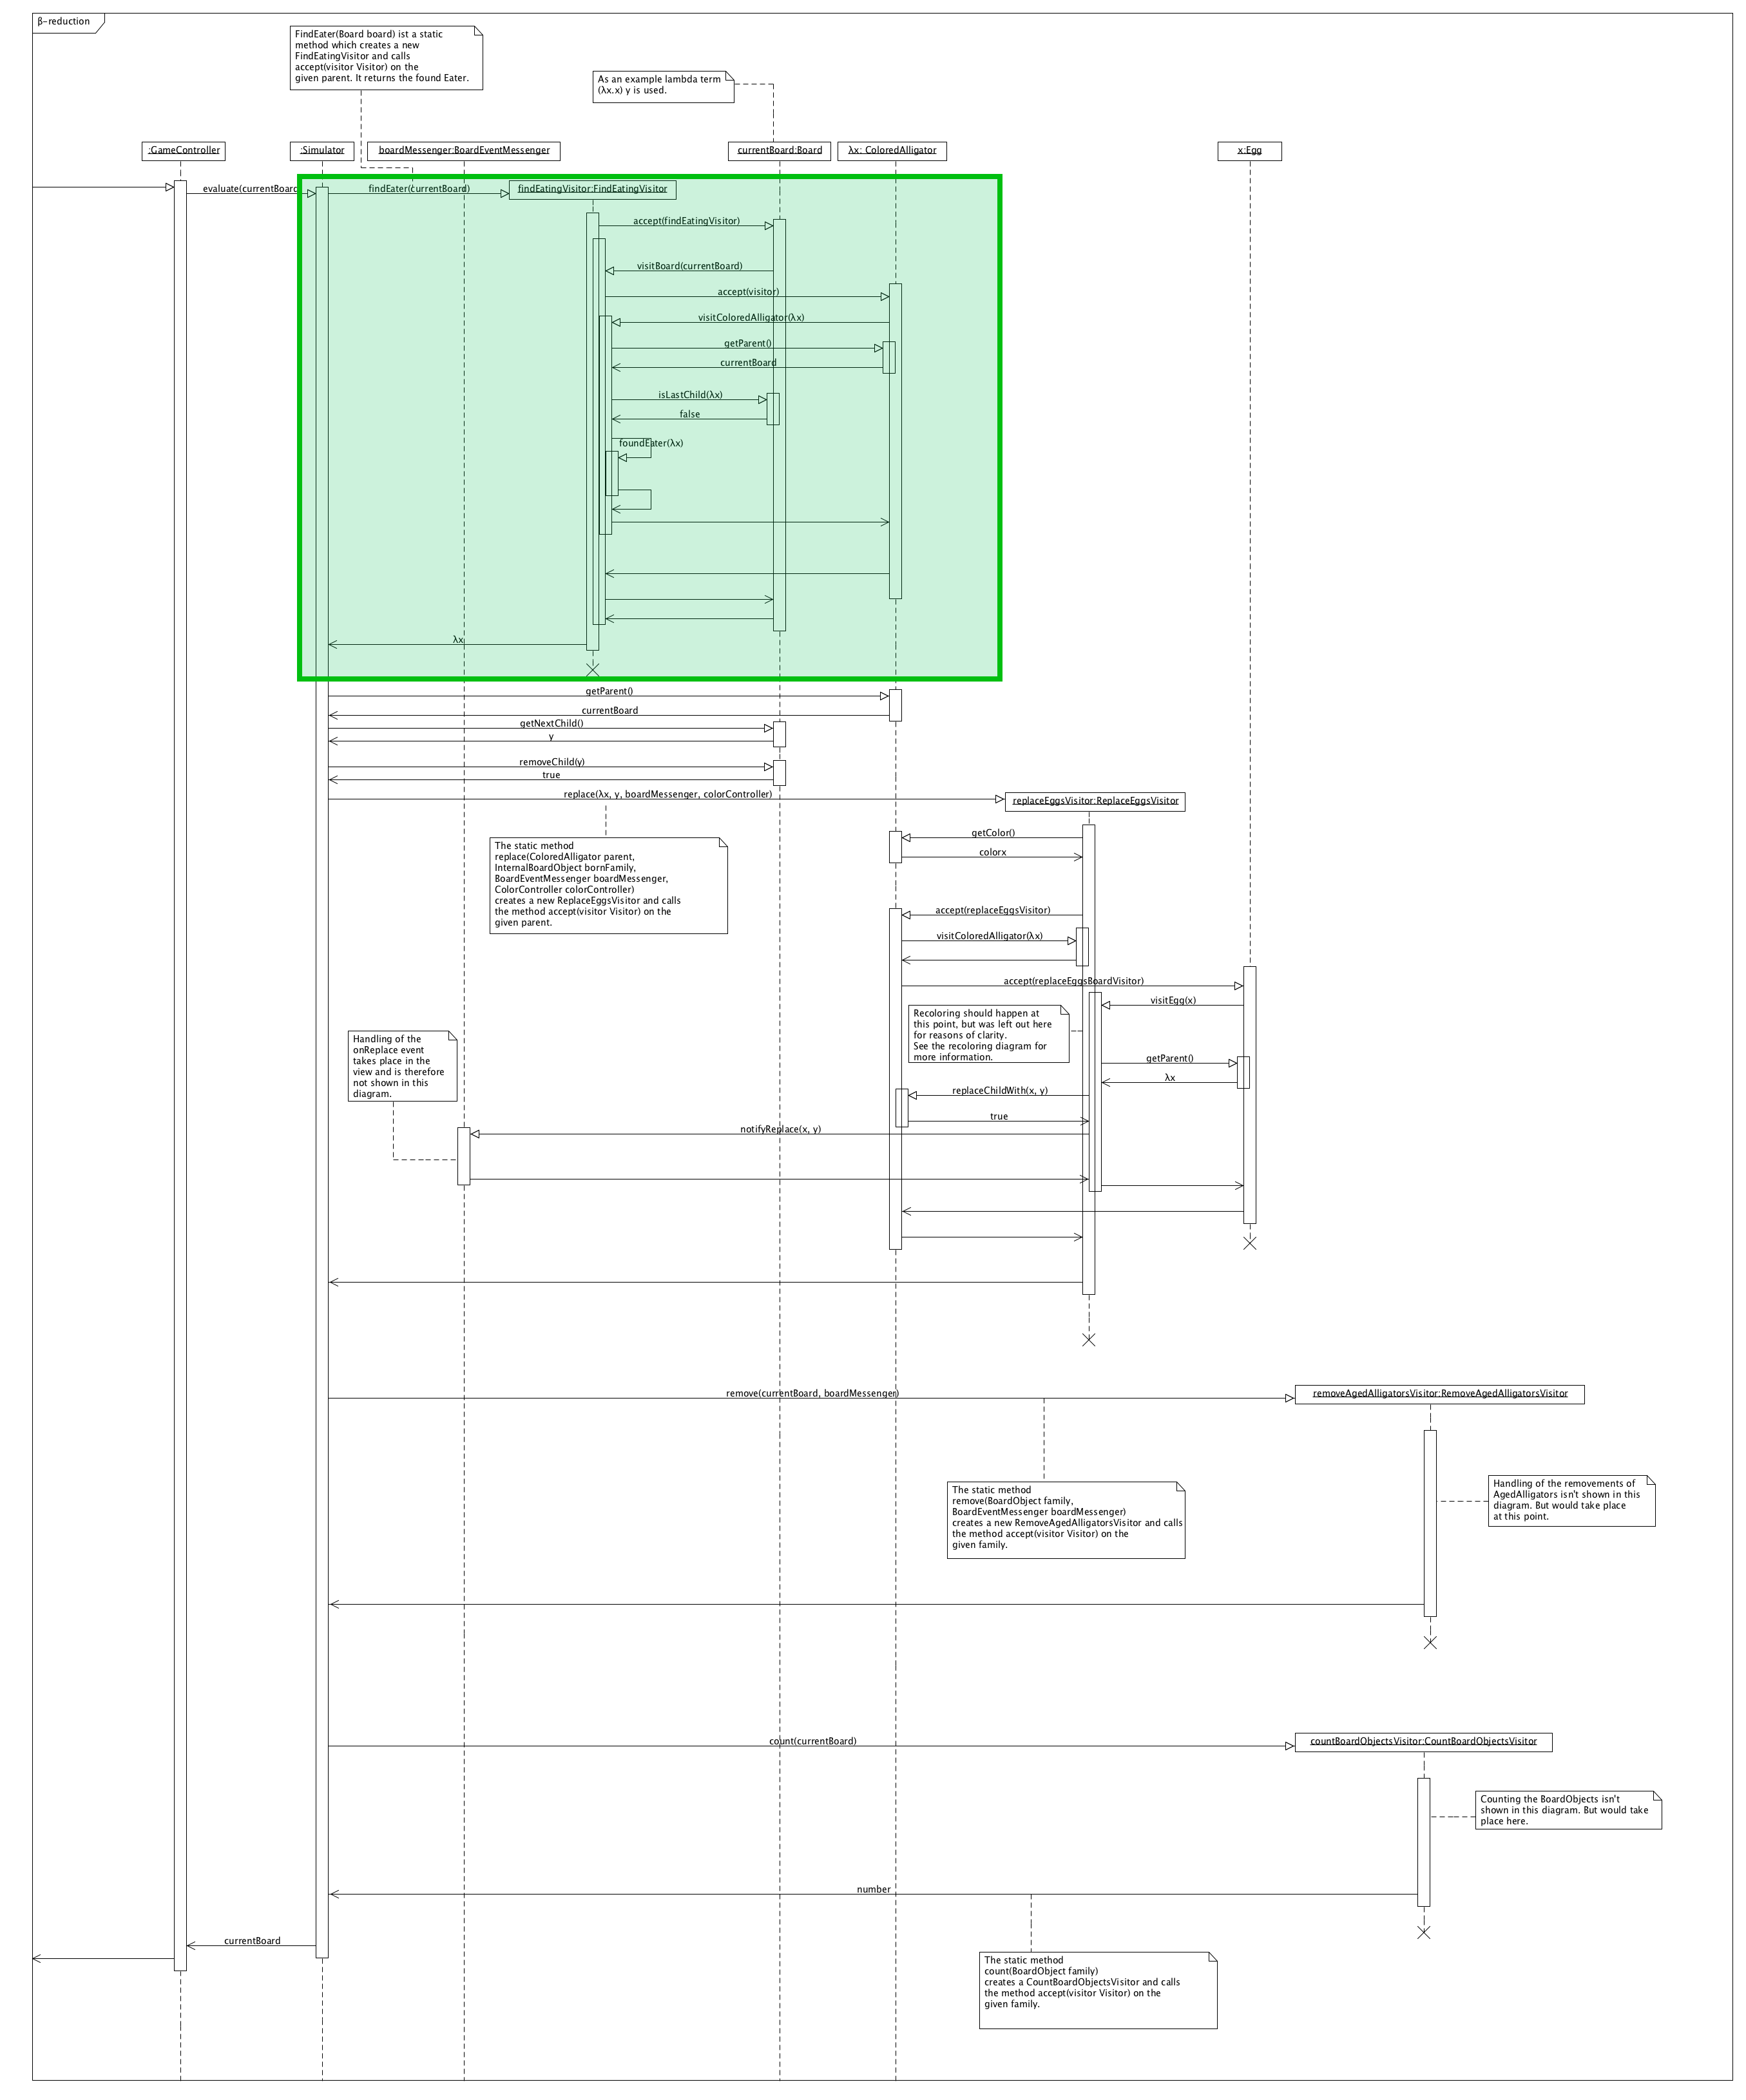 β-reduction
FindEater(Board board) ist a static
method which creates a new
FindEatingVisitor and calls
accept(visitor Visitor) on the
given parent. It returns the found Eater.
As an example lambda term
(λx.x) y is used.
:GameController
:Simulator
boardMessenger:BoardEventMessenger
currentBoard:Board
λx: ColoredAlligator
x:Egg
evaluate(currentBoard
findEater(currentBoard)
findEatingVisitor:FindEatingVisitor
accept(findEatingVisitor)
visitBoard(currentBoard)
accept(visitor)
visitColoredAlligator(λx)
getParent()
currentBoard
isLastChild(λx)
false
foundEater(λx)
λx
getParent()
currentBoard
getNextChild()
y
removeChild(y)
true
replace(λx, y, boardMessenger, colorController)
replaceEggsVisitor:ReplaceEggsVisitor
The static method
replace(ColoredAlligator parent,
InternalBoardObject bornFamily,
BoardEventMessenger boardMessenger,
ColorController colorController)
creates a new ReplaceEggsVisitor and calls
the method accept(visitor Visitor) on the
given parent.
getColor()
colorx
accept(replaceEggsVisitor)
visitColoredAlligator(λx)
accept(replaceEggsBoardVisitor)
visitEgg(x)
Recoloring should happen at
this point, but was left out here
for reasons of clarity.
See the recoloring diagram for
more information.
Handling of the
onReplace event
takes place in the
view and is therefore
not shown in this
diagram.
getParent()
λx
replaceChildWith(x, y)
true
notifyReplace(x, y)
remove(currentBoard, boardMessenger)
removeAgedAlligatorsVisitor:RemoveAgedAlligatorsVisitor
The static method
remove(BoardObject family,
BoardEventMessenger boardMessenger)
creates a new RemoveAgedAlligatorsVisitor and calls
the method accept(visitor Visitor) on the
given family.
Handling of the removements of
AgedAlligators isn't shown in this
diagram. But would take place
at this point.
count(currentBoard)
countBoardObjectsVisitor:CountBoardObjectsVisitor
Counting the BoardObjects isn't
shown in this diagram. But would take
place here.
number
currentBoard
The static method
count(BoardObject family)
creates a CountBoardObjectsVisitor and calls
the method accept(visitor Visitor) on the
given family.